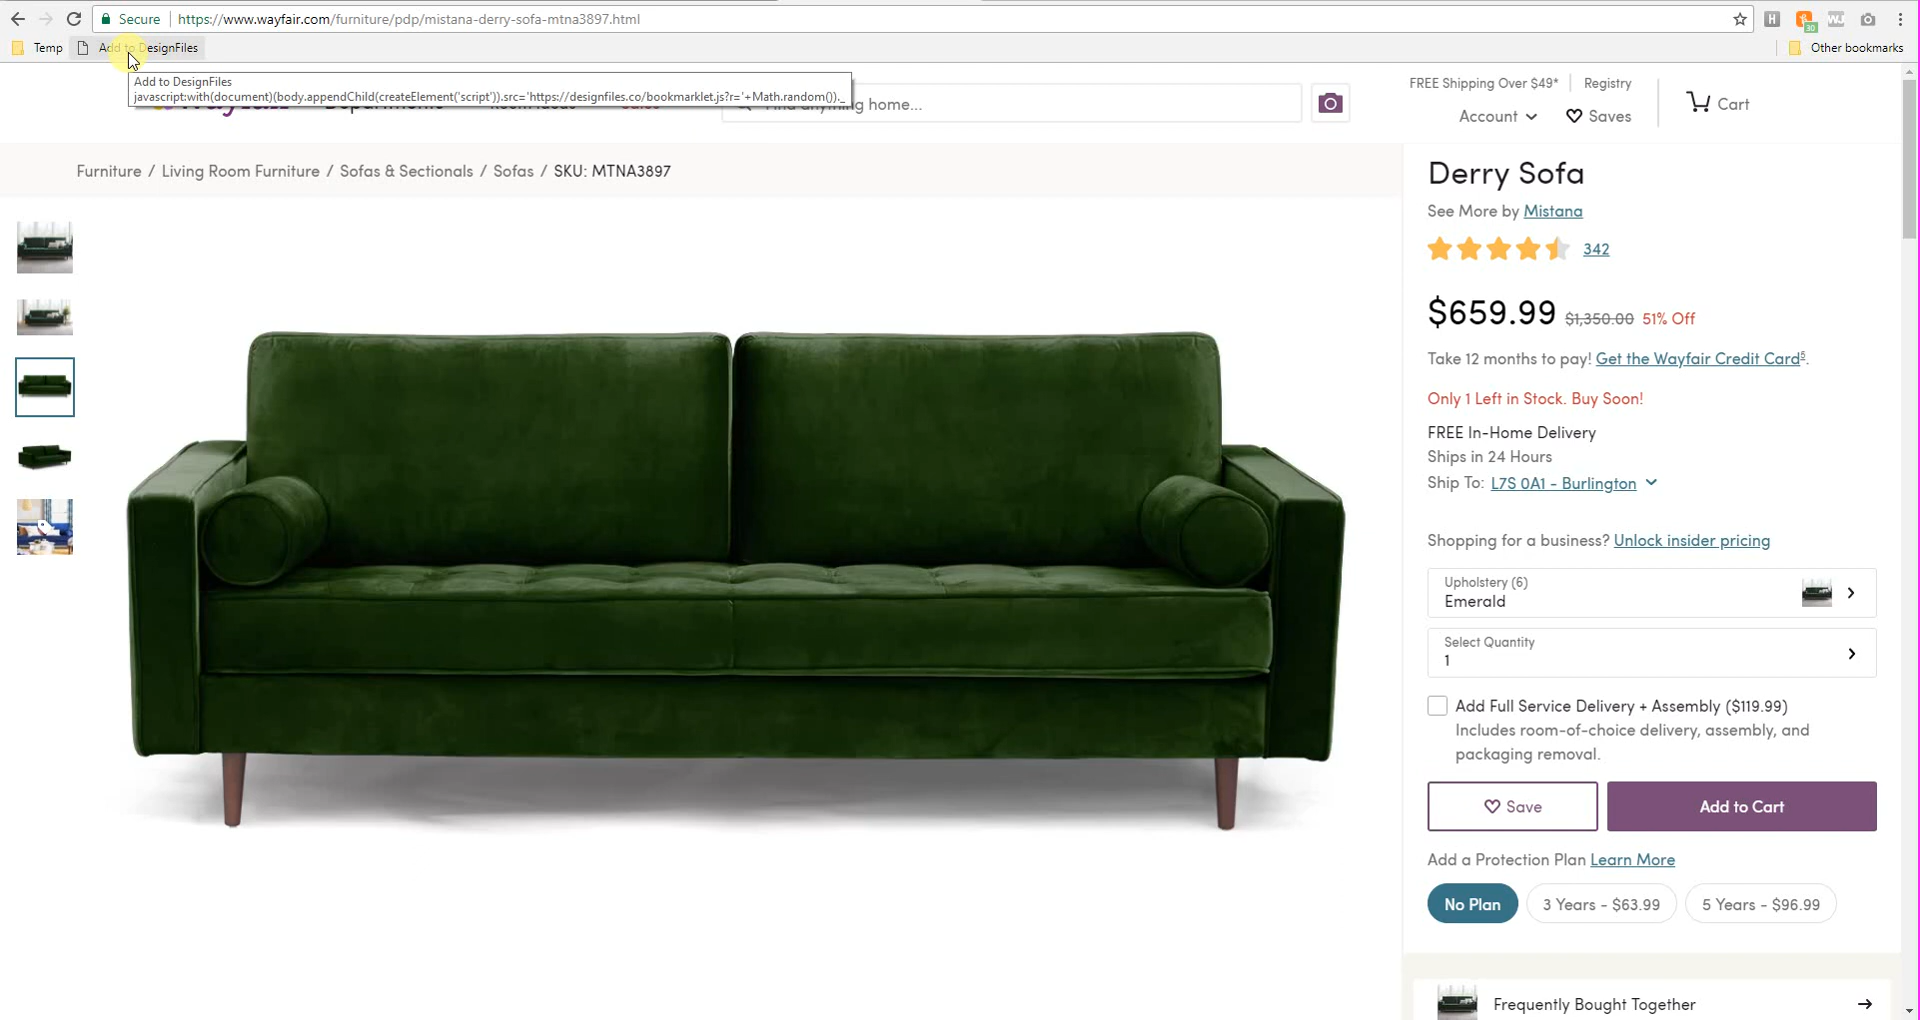 Secure
https://www.wayfair.com/furniture/pdp/mistana-derry-sofa-mtna3897.html
H
30
Temp
Add to DesignFiles
Other bookmarks
Add to DesignFiles
javascript:with(document)(body.appendChild(createElement('script')).src='https://designfiles.co/bookmarklet.js?r='+Math.random())...
home...
FREE Shipping Over $49*
Registry
Account
Saves
Cart
Furniture / Living Room Furniture / Sofas & Sectionals / Sofas / SKU: MTNA3897
Derry Sofa
See More by Mistana
342
$659.99 $1,350.00 51% Off
Take 12 months to pay! Get the Wayfair Credit Card⁵.
Only 1 Left in Stock. Buy Soon!
FREE In-Home Delivery
Ships in 24 Hours
Ship To: L7S 0A1 - Burlington
Shopping for a business? Unlock insider pricing
Upholstery (6)
Emerald
Select Quantity
1
Add Full Service Delivery + Assembly ($119.99)
Includes room-of-choice delivery, assembly, and
packaging removal.
Save
Add to Cart
Add a Protection Plan Learn More
No Plan
3 Years - $63.99
5 Years - $96.99
Frequently Bought Together